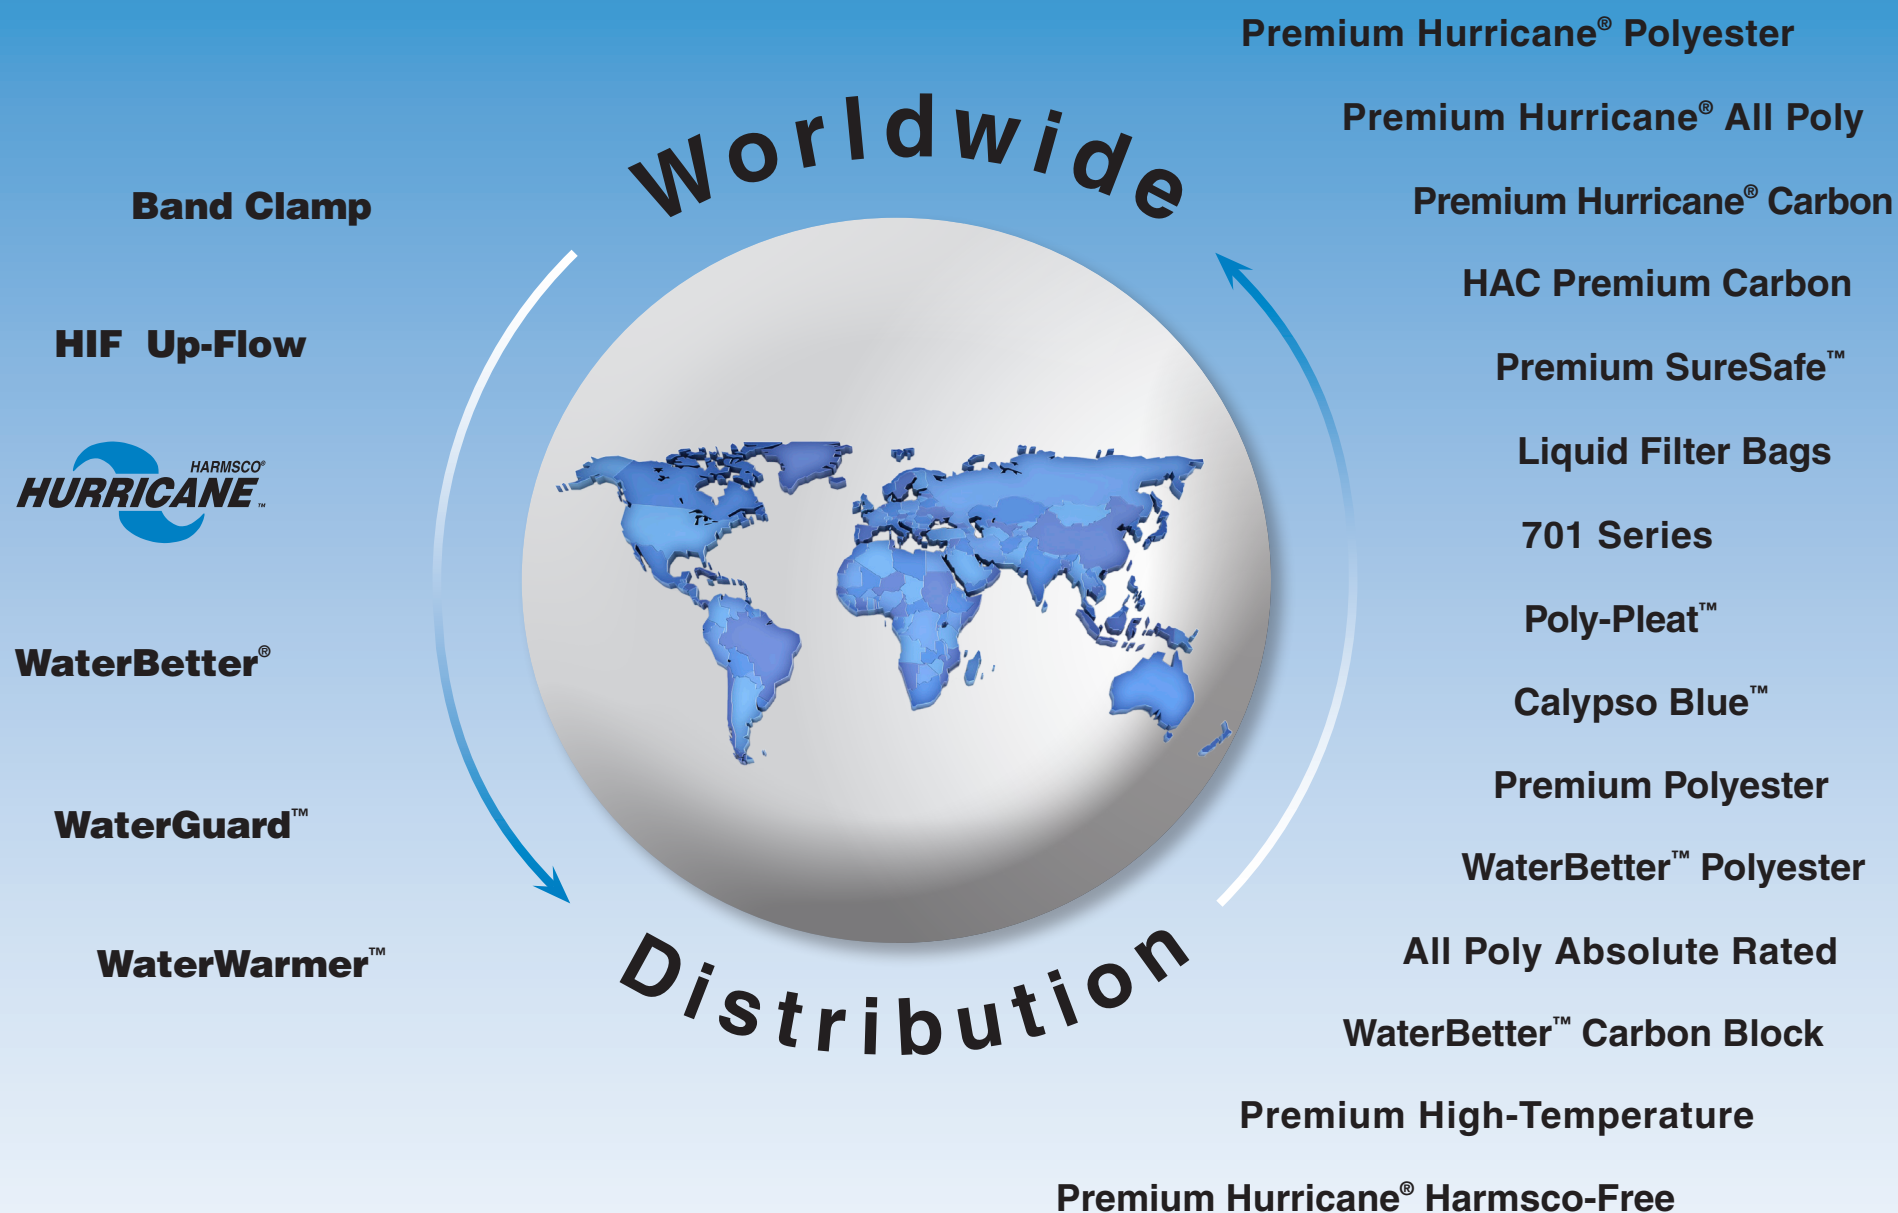 Worldwide
Distribution
Band Clamp
HIF Up-Flow
HARMSCO®
HURRICANE™
WaterBetter®
WaterGuard™
WaterWarmer™
Premium Hurricane® Polyester
Premium Hurricane® All Poly
Premium Hurricane® Carbon
HAC Premium Carbon
Premium SureSafe™
Liquid Filter Bags
701 Series
Poly-Pleat™
Calypso Blue™
Premium Polyester
WaterBetter™ Polyester
All Poly Absolute Rated
WaterBetter™ Carbon Block
Premium High-Temperature
Premium Hurricane® Harmsco-Free